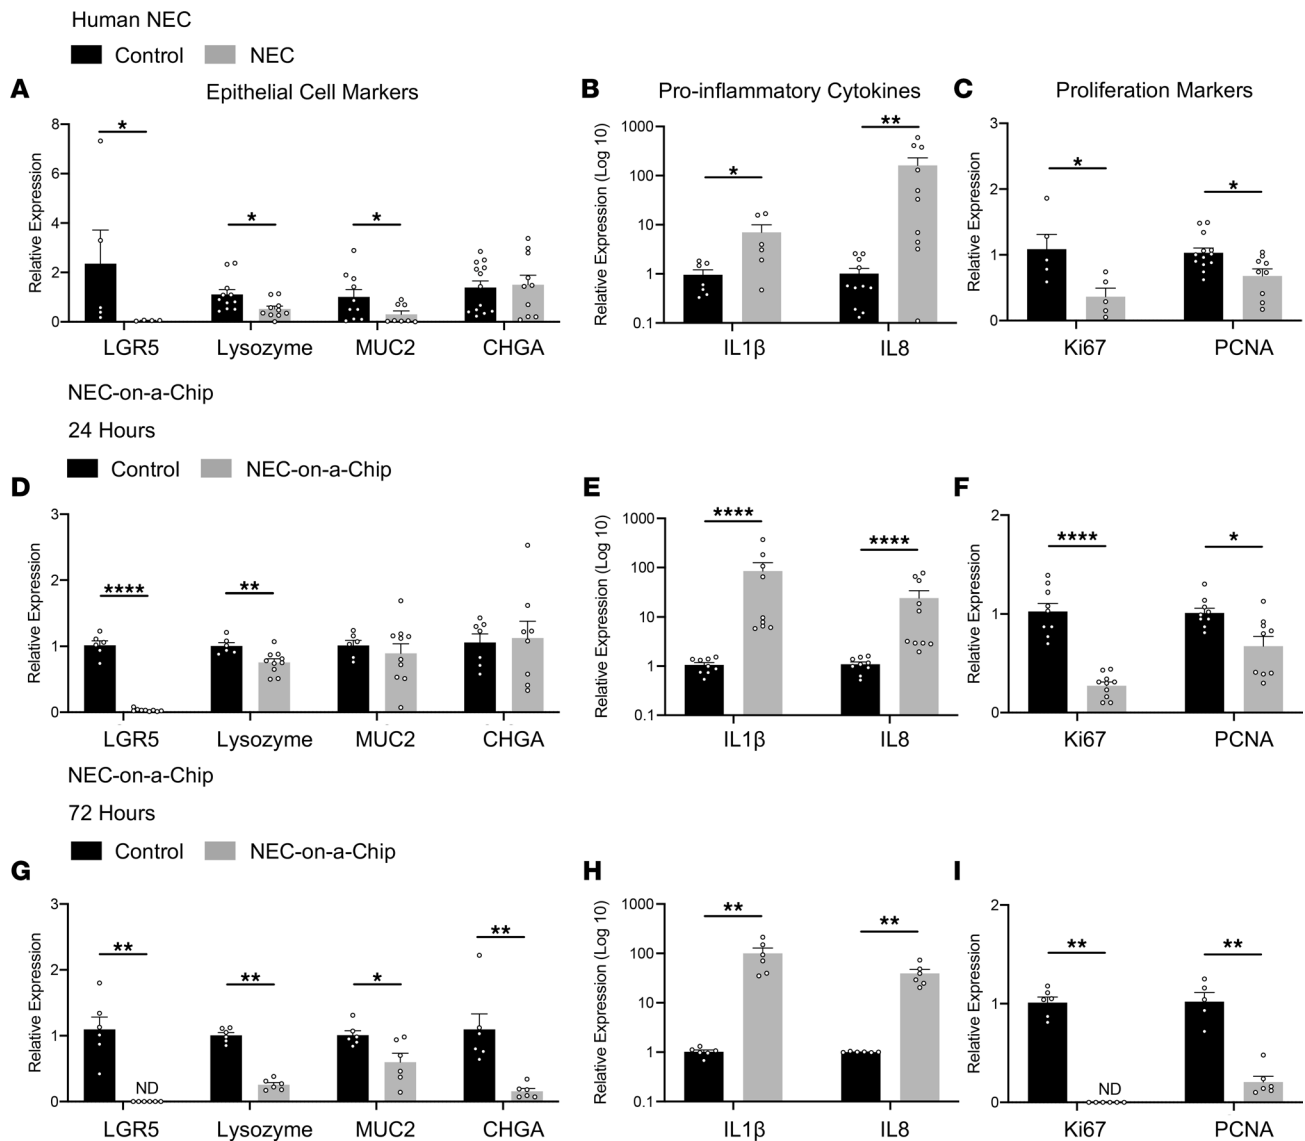 Human NEC
Control NEC
A Epithelial Cell Markers
B Pro-inflammatory Cytokines
C Proliferation Markers
Relative Expression
8
6
4
2
0
* * *
LGR5 Lysozyme MUC2 CHGA
Relative Expression (Log 10)
1000
100
10
1
0.1
* **
IL1β IL8
Relative Expression
3
2
1
0
* *
Ki67 PCNA
NEC-on-a-Chip
24 Hours
Control NEC-on-a-Chip
D
Relative Expression
3
2
1
0
**** **
LGR5 Lysozyme MUC2 CHGA
E
Relative Expression (Log 10)
1000
100
10
1
0.1
**** ****
IL1β IL8
F
Relative Expression
2
1
0
**** *
Ki67 PCNA
NEC-on-a-Chip
72 Hours
Control NEC-on-a-Chip
G
Relative Expression
3
2
1
0
** ** * **
ND
LGR5 Lysozyme MUC2 CHGA
H
Relative Expression (Log 10)
1000
100
10
1
0.1
** **
IL1β IL8
I
Relative Expression
2
1
0
** **
ND
Ki67 PCNA